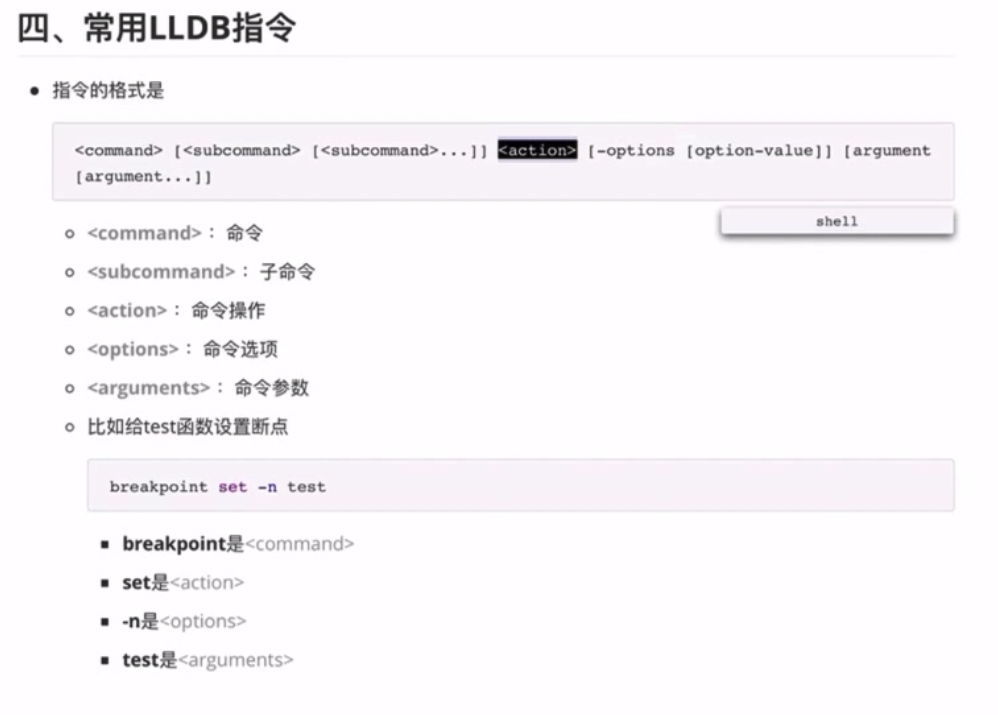 四、常用LLDB指令
指令的格式是
<command> [<subcommand> [<subcommand>...]] <action> [-options [option-value]] [argument
[argument...]]
shell
<command>： 命令
<subcommand>： 子命令
<action>： 命令操作
<options>： 命令选项
<arguments>： 命令参数
比如给test函数设置断点
breakpoint set -n test
breakpoint是<command>
set是<action>
-n是<options>
test是<arguments>